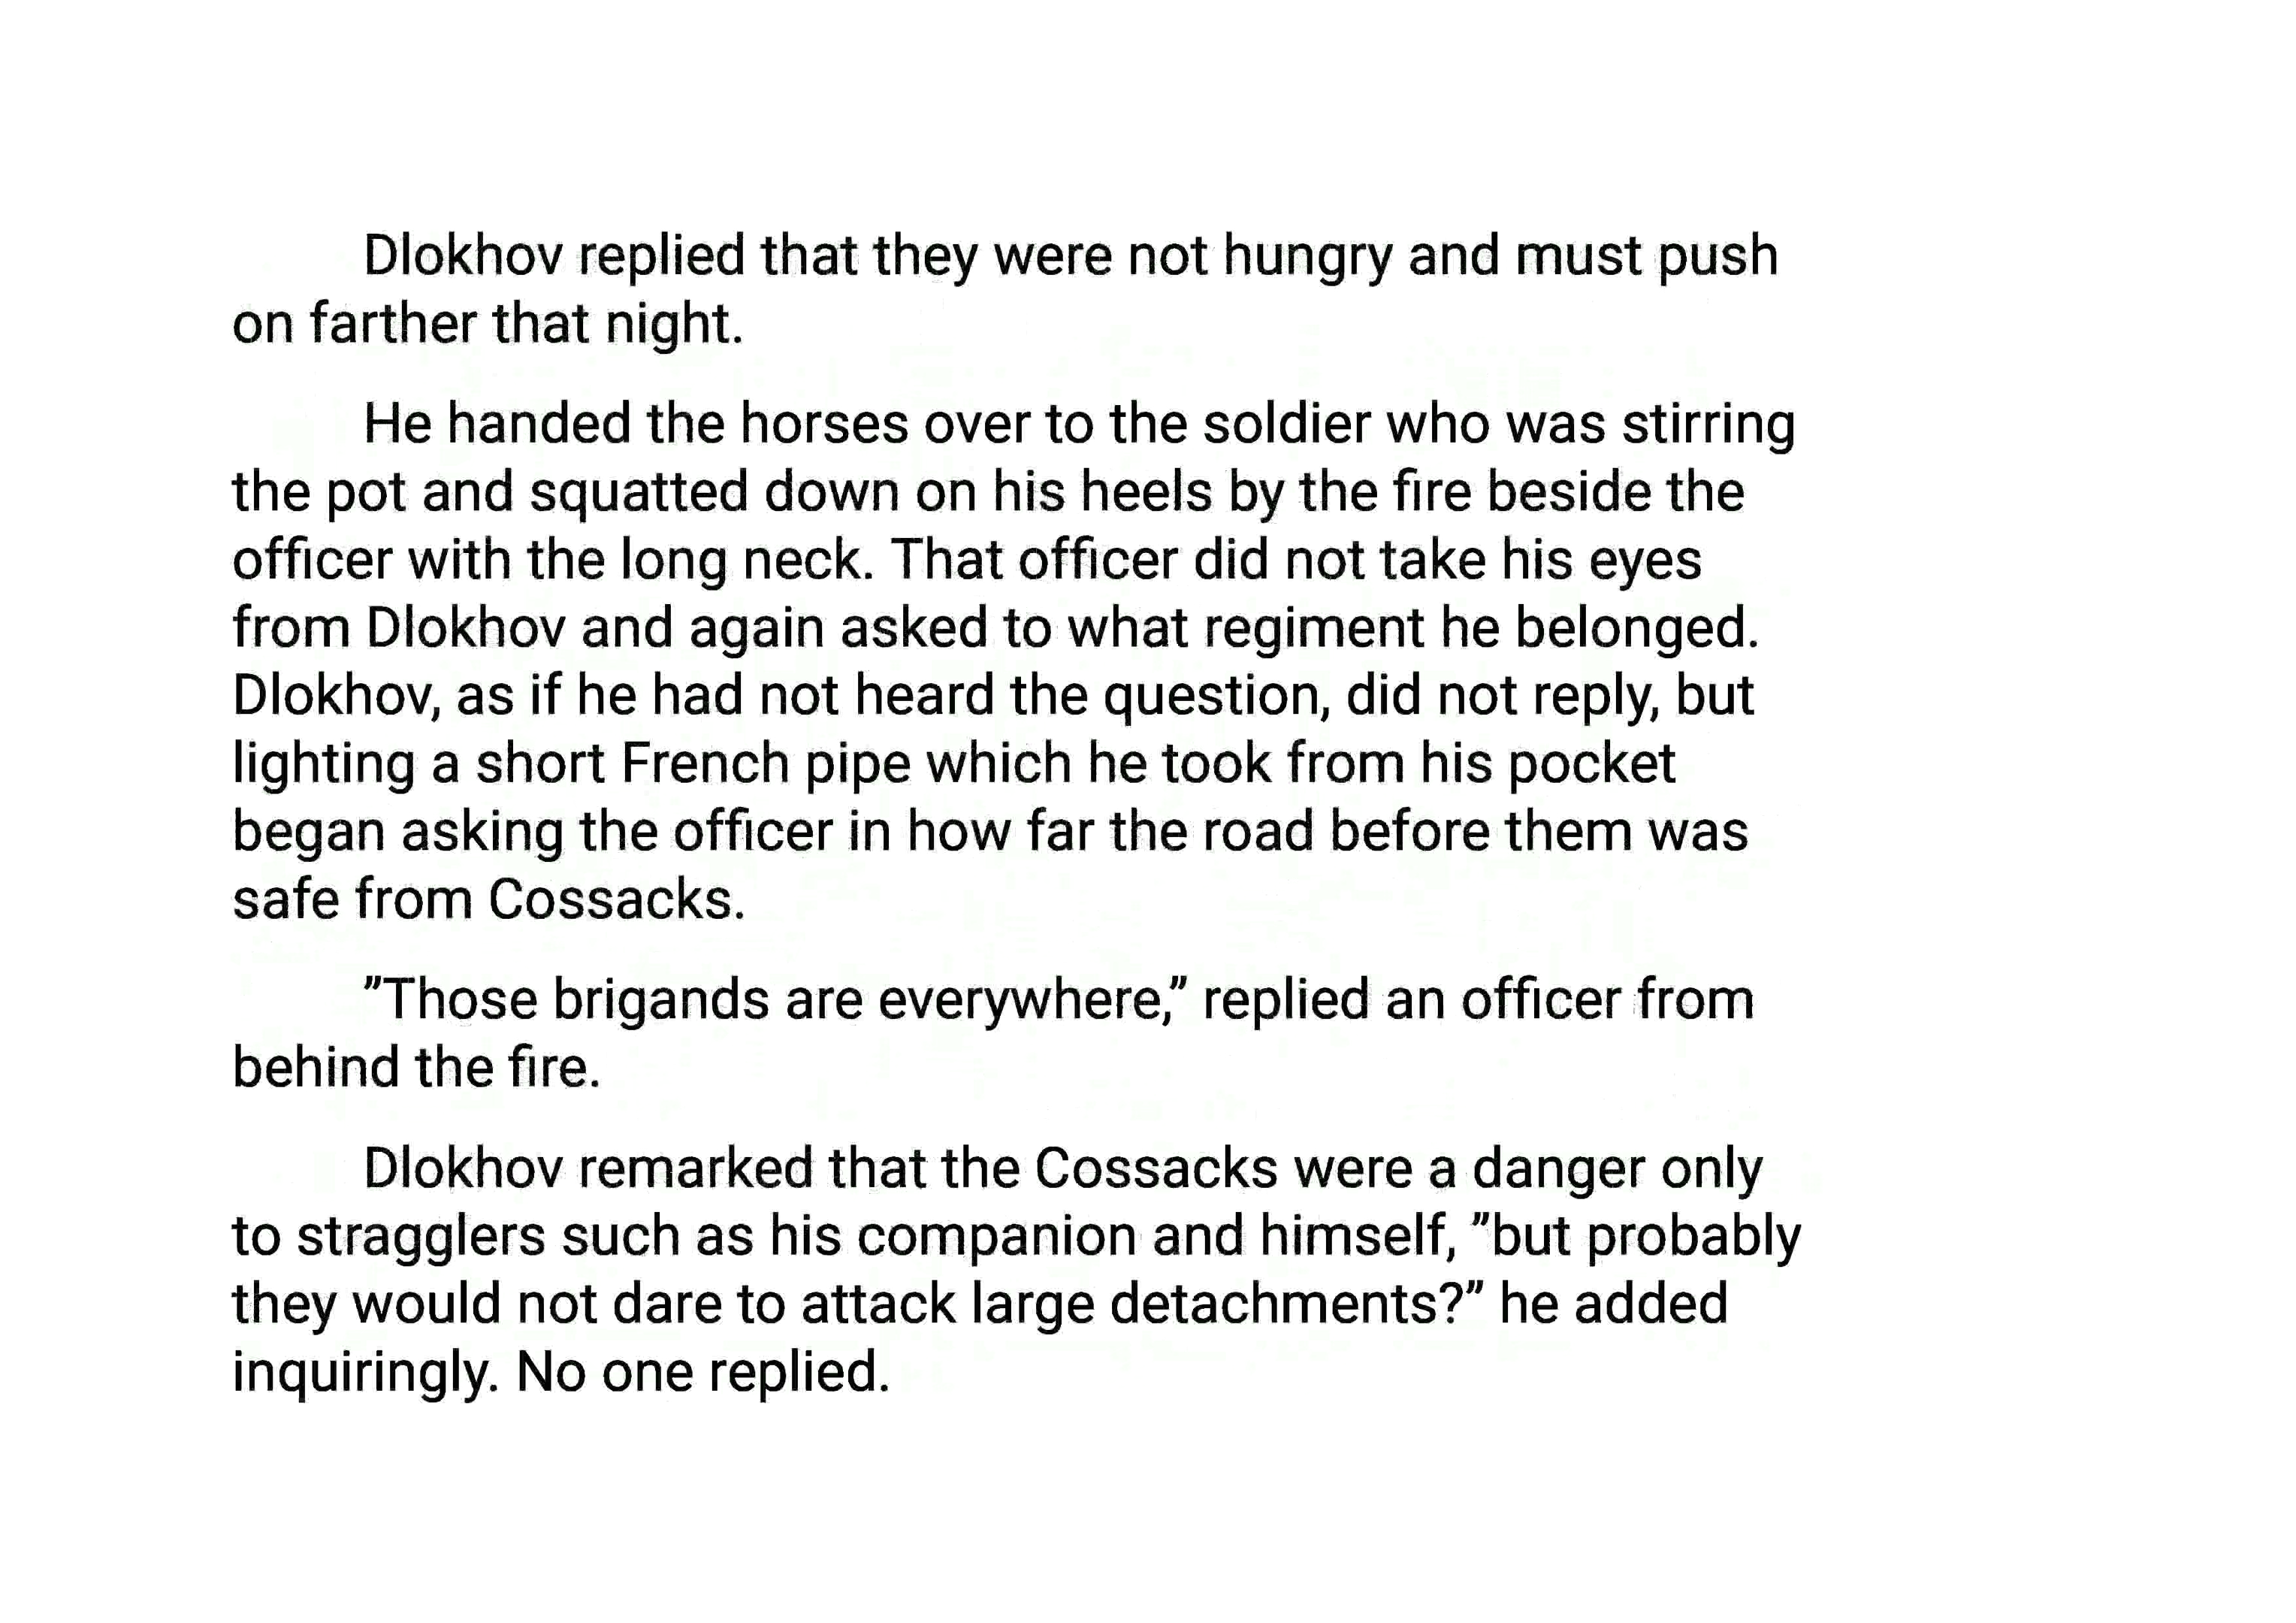 Dlokhov replied that they were not hungry and must push
on farther that night.
He handed the horses over to the soldier who was stirring
the pot and squatted down on his heels by the fire beside the
officer with the long neck. That officer did not take his eyes
from Dlokhov and again asked to what regiment he belonged.
Dlokhov, as if he had not heard the question, did not reply, but
lighting a short French pipe which he took from his pocket
began asking the officer in how far the road before them was
safe from Cossacks.
”Those brigands are everywhere,” replied an officer from
behind the fire.
Dlokhov remarked that the Cossacks were a danger only
to stragglers such as his companion and himself, ”but probably
they would not dare to attack large detachments?” he added
inquiringly. No one replied.